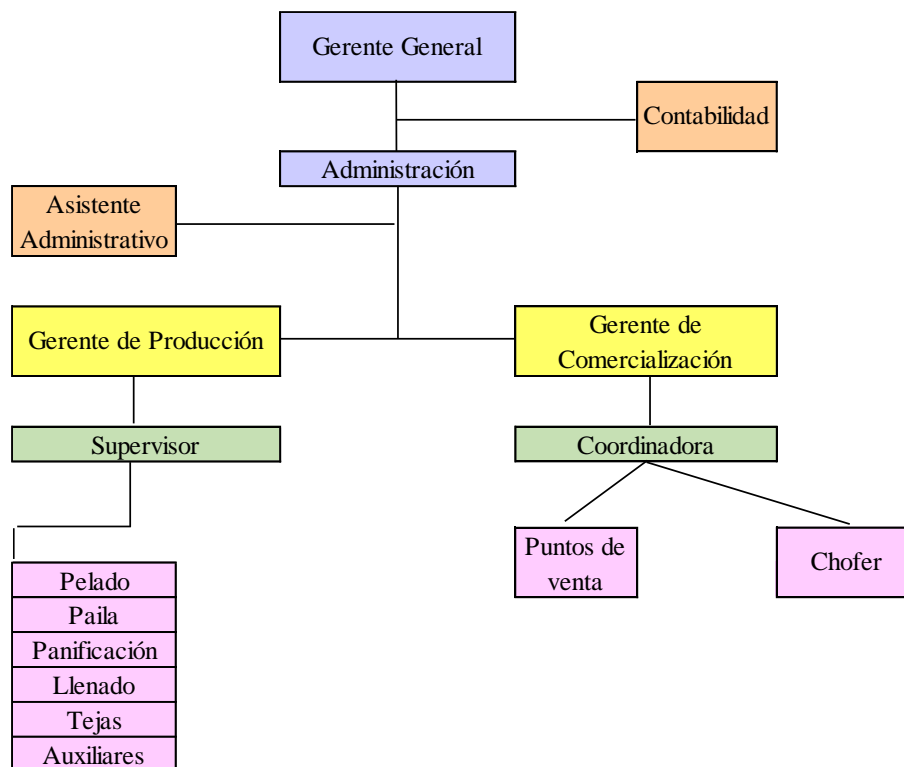 Gerente General
Contabilidad
Administración
Asistente
Administrativo
Gerente de Producción
Gerente de
Comercialización
Supervisor
Coordinadora
Puntos de
venta
Chofer
Pelado
Paila
Panificación
Llenado
Tejas
Auxiliares